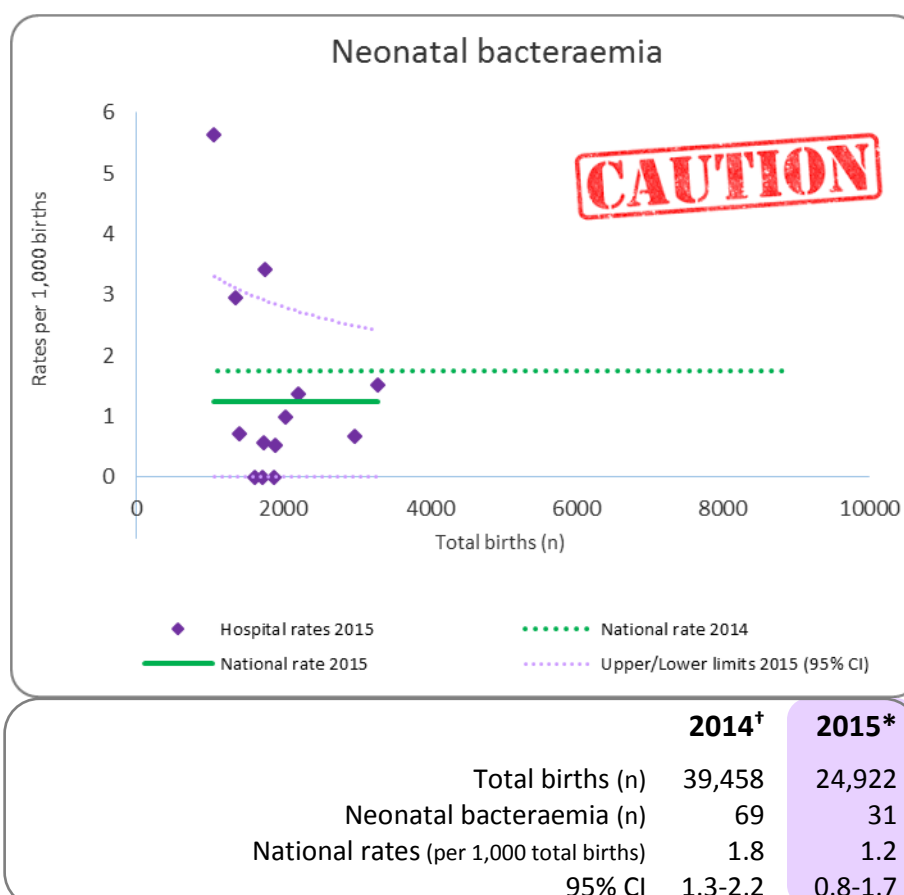 Neonatal bacteraemia
CAUTION
Rates per 1,000 births
6
5
4
3
2
1
0
0 2000 4000 6000 8000 10000
Total births (n)
Hospital rates 2015 National rate 2014
National rate 2015 Upper/Lower limits 2015 (95% CI)
2014† 2015*
Total births (n) 39,458 24,922
Neonatal bacteraemia (n) 69 31
National rates (per 1,000 total births) 1.8 1.2
95% CI 1.3-2.2 0.8-1.7